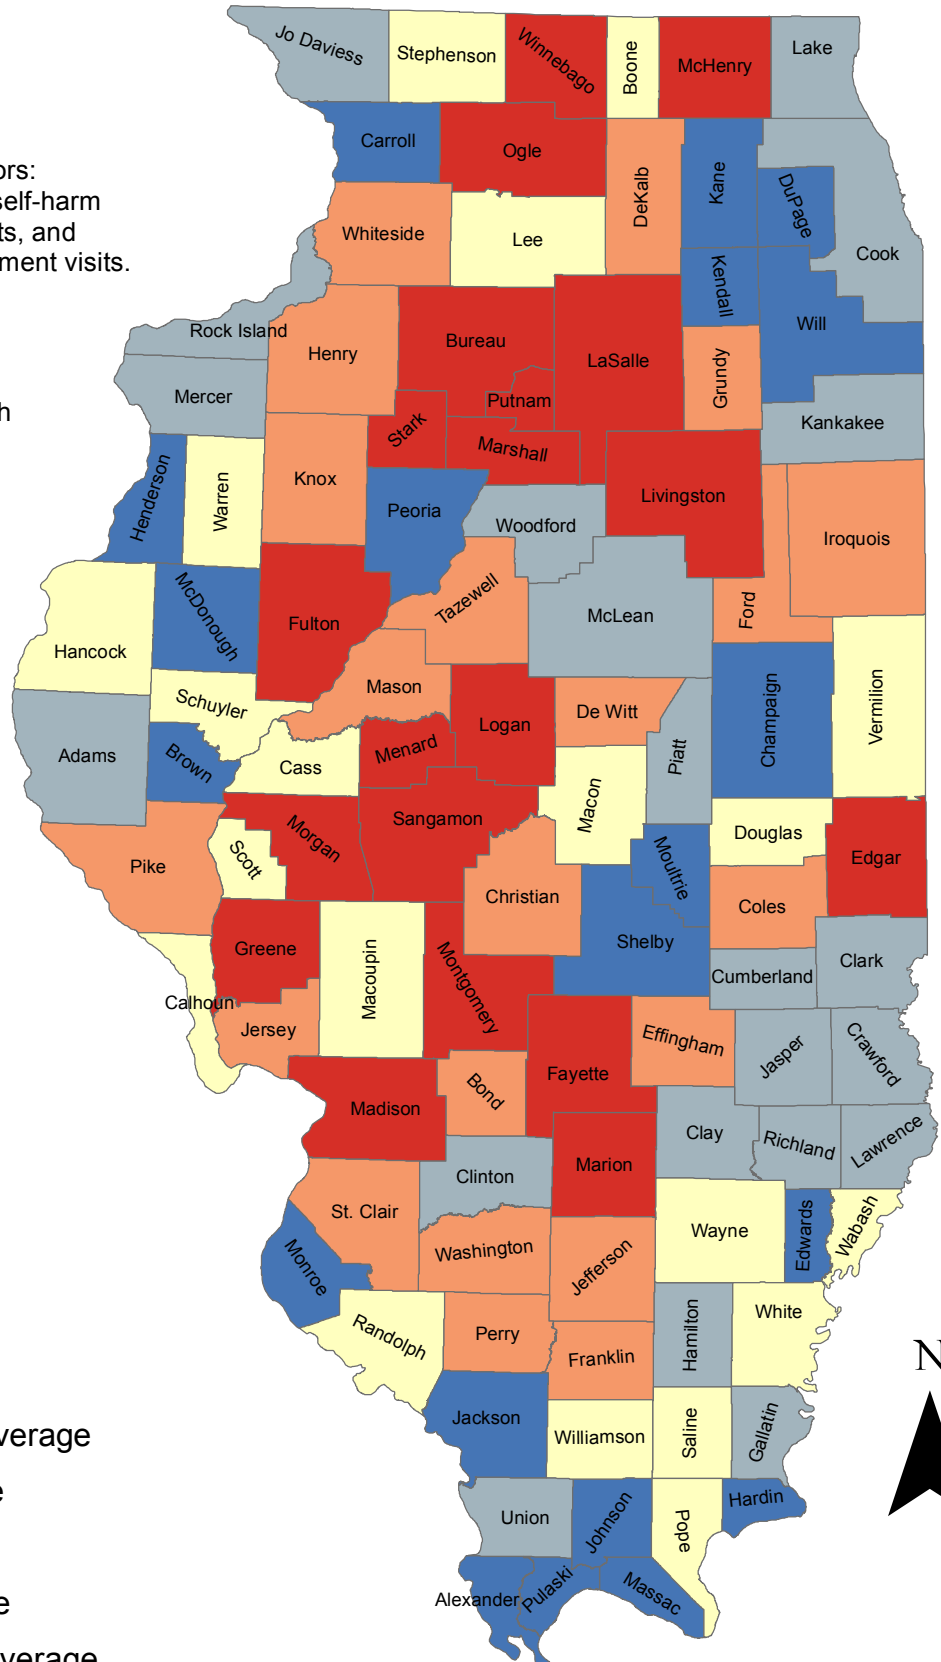 Jo Daviess
Stephenson
Winnebago
Boone
McHenry
Lake
Carroll
Ogle
ors:
self-harm
ts, and
ment visits.
DeKalb
Kane
DuPage
Cook
Whiteside
Lee
Kendall
Rock Island
Henry
Bureau
LaSalle
Will
Grundy
Mercer
Putnam
h
Stark
Marshall
Kankakee
Henderson
Warren
Knox
Peoria
Woodford
Livingston
Iroquois
McDonough
Fulton
Tazewell
McLean
Ford
Hancock
Schuyler
Mason
Logan
De Witt
Piatt
Champaign
Vermilion
Adams
Brown
Cass
Menard
Macon
Sangamon
Morgan
Scott
Pike
Christian
Moultrie
Douglas
Edgar
Coles
Shelby
Greene
Macoupin
Montgomery
Cumberland
Clark
Calhoun
Jersey
Effingham
Jasper
Crawford
Bond
Fayette
Madison
Clay
Richland
Lawrence
Clinton
Marion
St. Clair
Washington
Jefferson
Wayne
Edwards
Wabash
Monroe
Randolph
Perry
Franklin
Hamilton
White
N
Jackson
Williamson
Saline
Gallatin
verage
e
Union
Johnson
Pope
Hardin
Alexander
Pulaski
Massac
e
verage